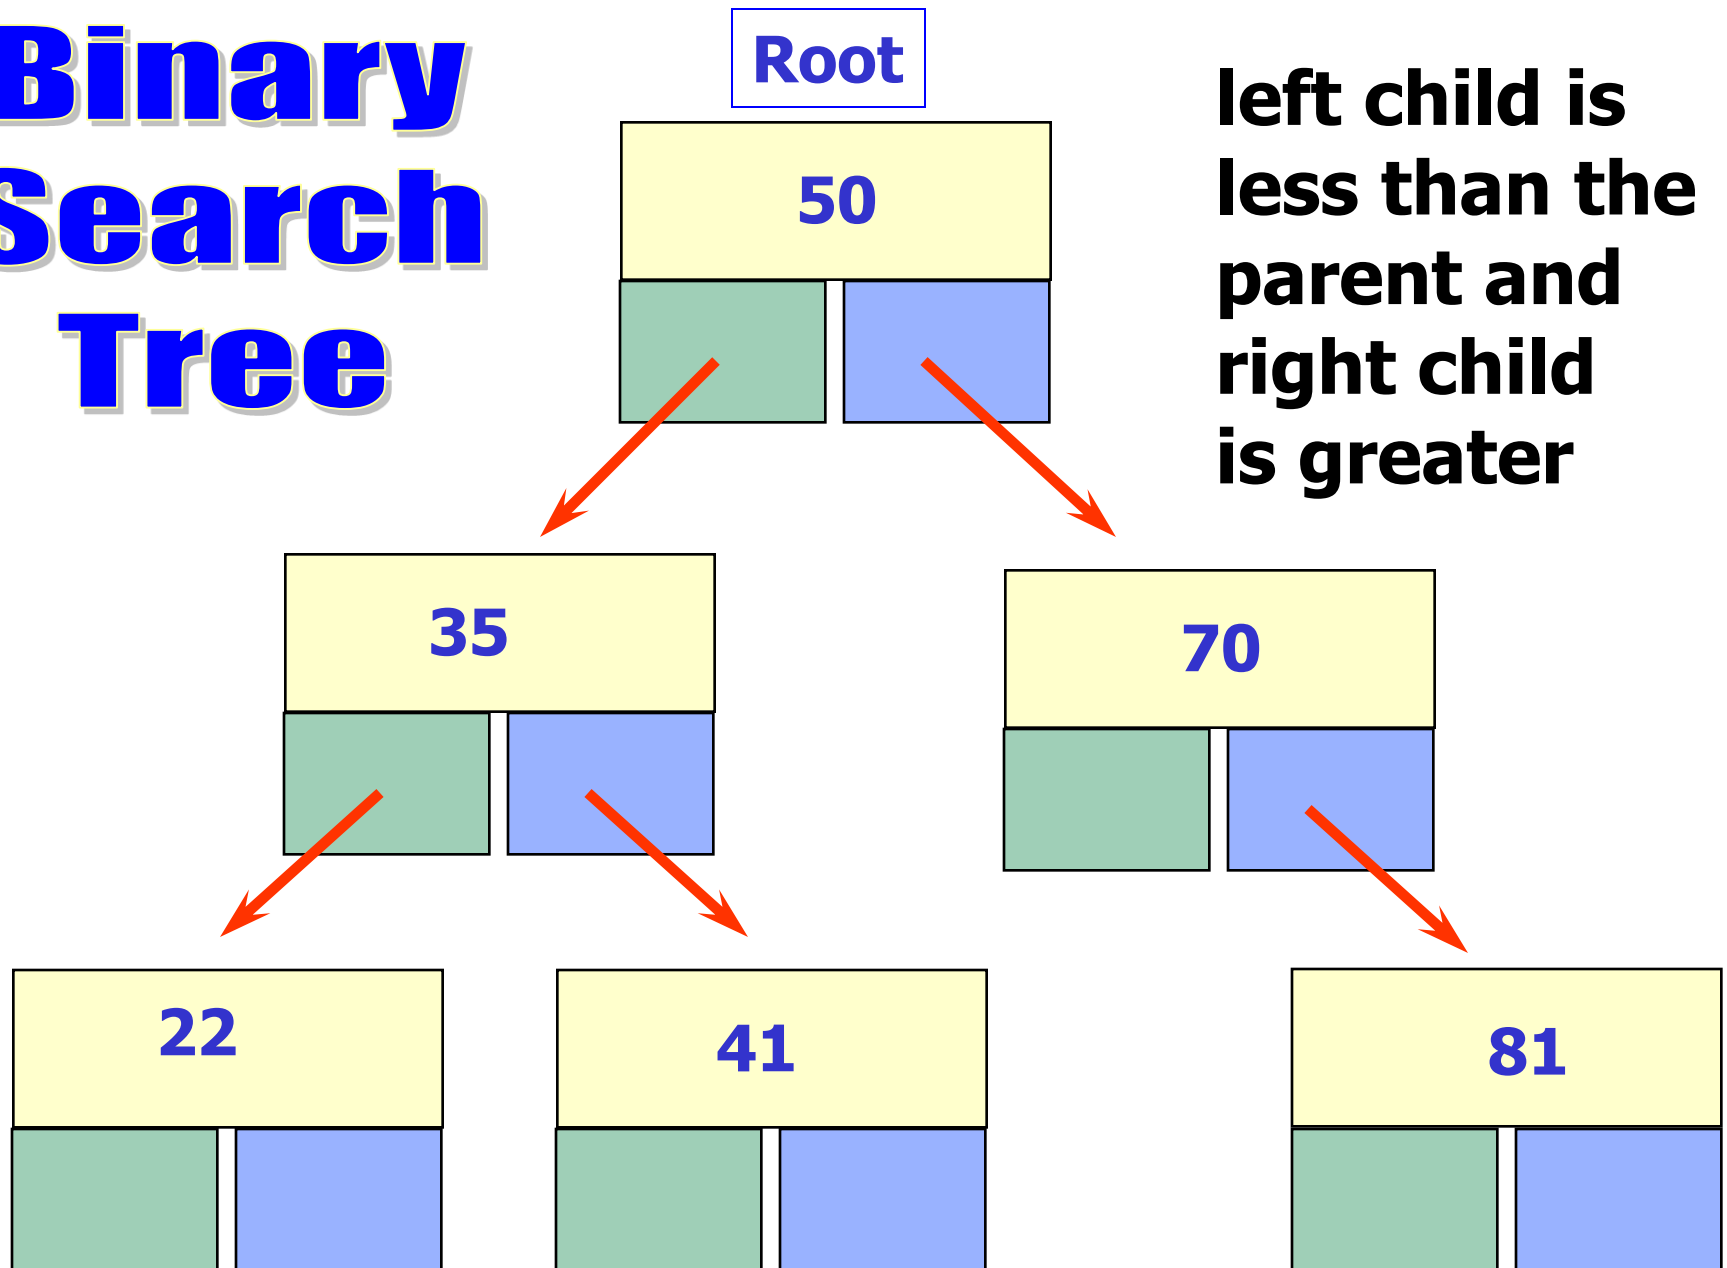 Binary
Search
Tree
Root
left child is
less than the
parent and
right child
is greater
50
35
70
22
41
81